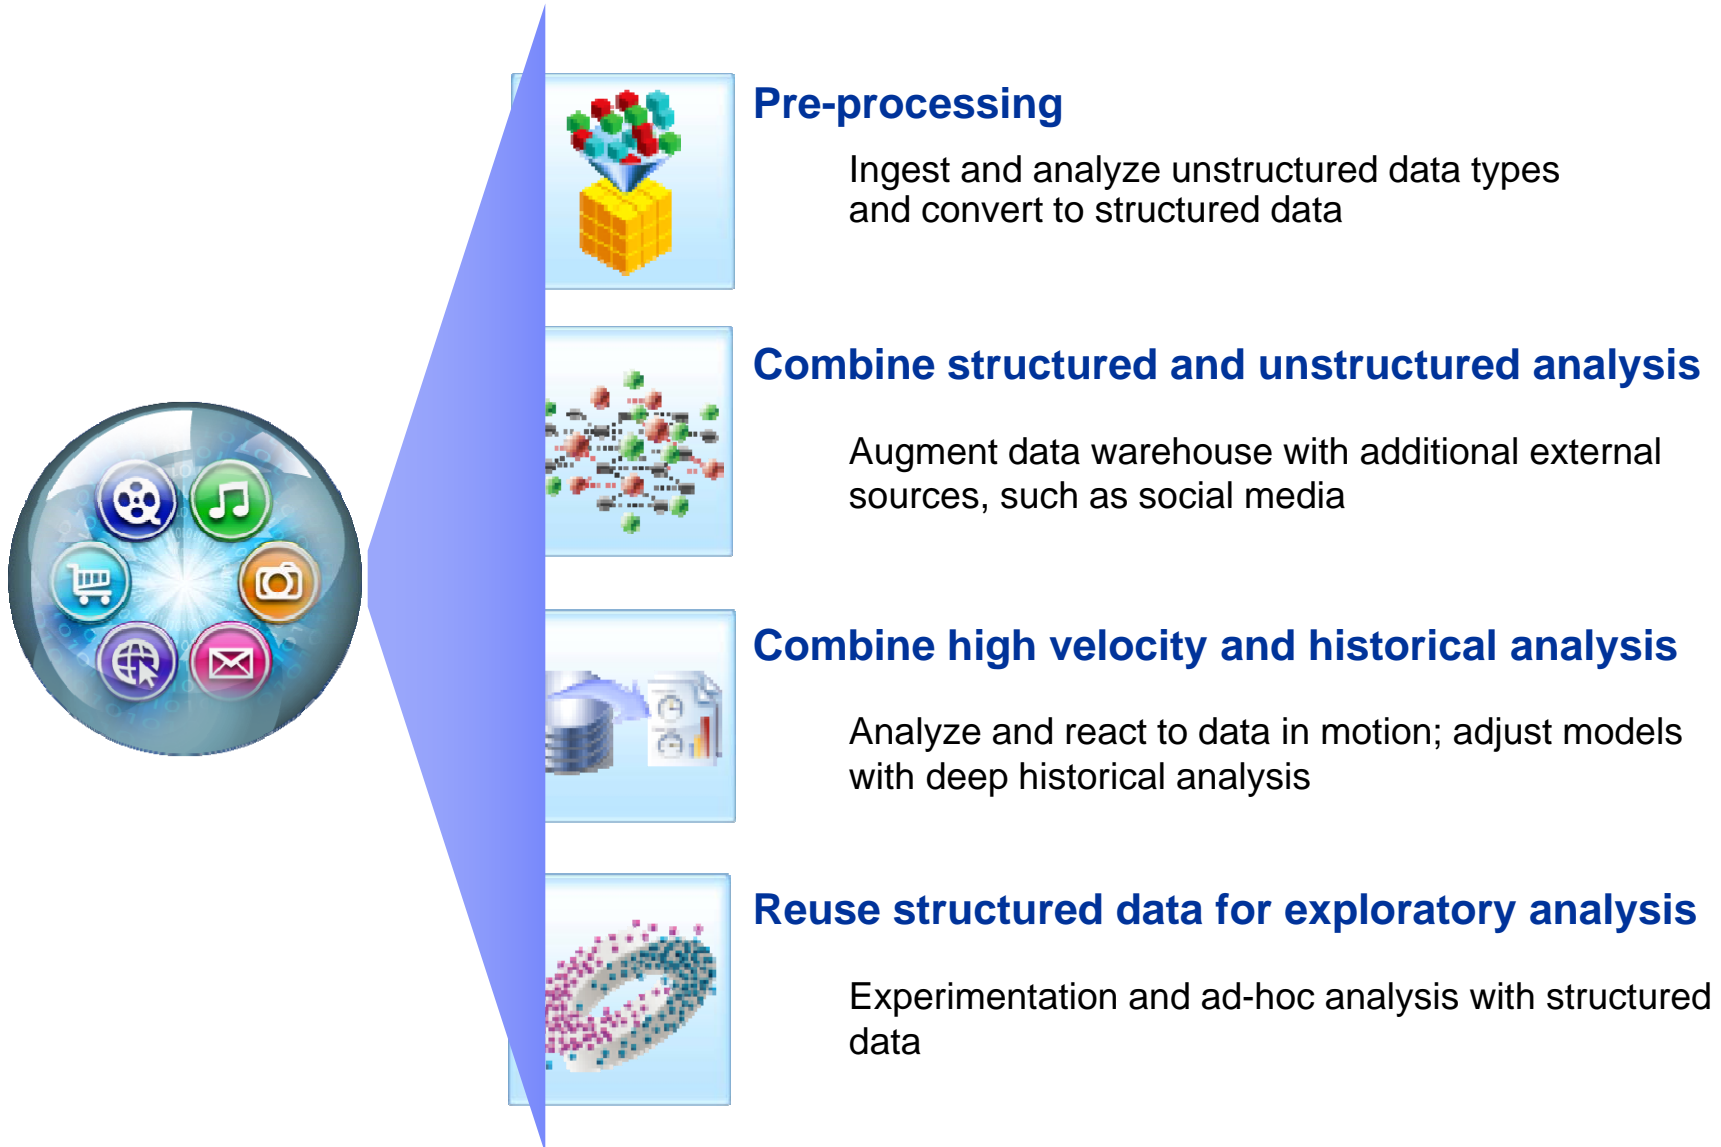 Pre-processing
Ingest and analyze unstructured data types
and convert to structured data
Combine structured and unstructured analysis
Augment data warehouse with additional external
sources, such as social media
Combine high velocity and historical analysis
Analyze and react to data in motion; adjust models
with deep historical analysis
Reuse structured data for exploratory analysis
Experimentation and ad-hoc analysis with structured
data